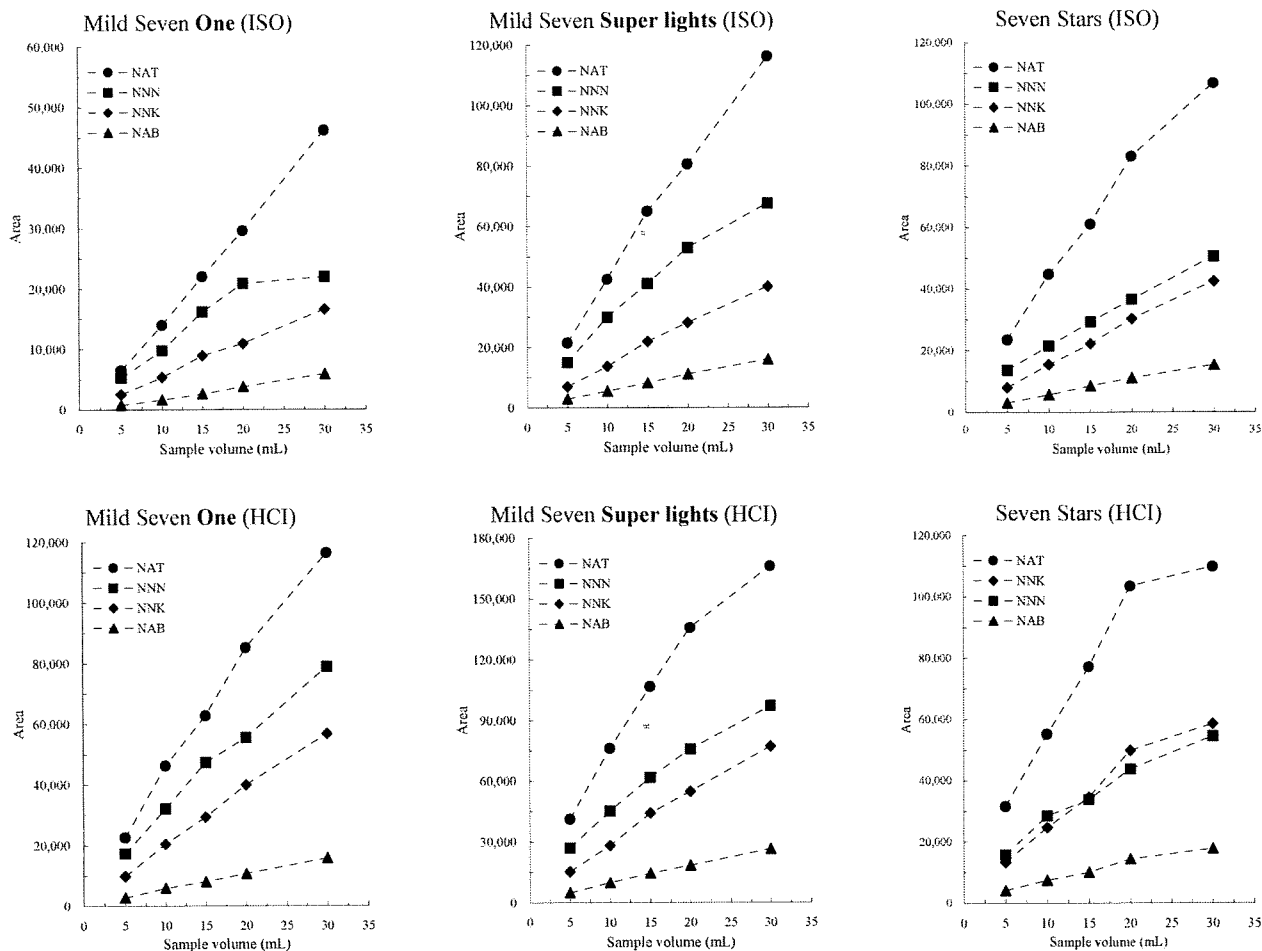 Mild Seven One (ISO)
60,000
50,000
40,000
30,000
20,000
10,000
0
Area
NAT
NNN
NNK
NAB
0 5 10 15 20 25 30 35
Sample volume (mL)
Mild Seven Super lights (ISO)
120,000
100,000
80,000
60,000
40,000
20,000
0
Area
NAT
NNN
NNK
NAB
0 5 10 15 20 25 30 35
Sample volume (mL)
Seven Stars (ISO)
120,000
100,000
80,000
60,000
40,000
20,000
0
Area
NAT
NNN
NNK
NAB
0 5 10 15 20 25 30 35
Sample volume (mL)
Mild Seven One (HCI)
120,000
100,000
80,000
60,000
40,000
20,000
0
Area
NAT
NNN
NNK
NAB
0 5 10 15 20 25 30 35
Sample volume (mL)
Mild Seven Super lights (HCI)
180,000
150,000
120,000
90,000
60,000
30,000
0
Area
NAT
NNN
NNK
NAB
0 5 10 15 20 25 30 35
Sample volume (mL)
Seven Stars (HCI)
120,000
100,000
80,000
60,000
40,000
20,000
0
Area
NAT
NNK
NNN
NAB
0 5 10 15 20 25 30 35
Sample volume (mL)